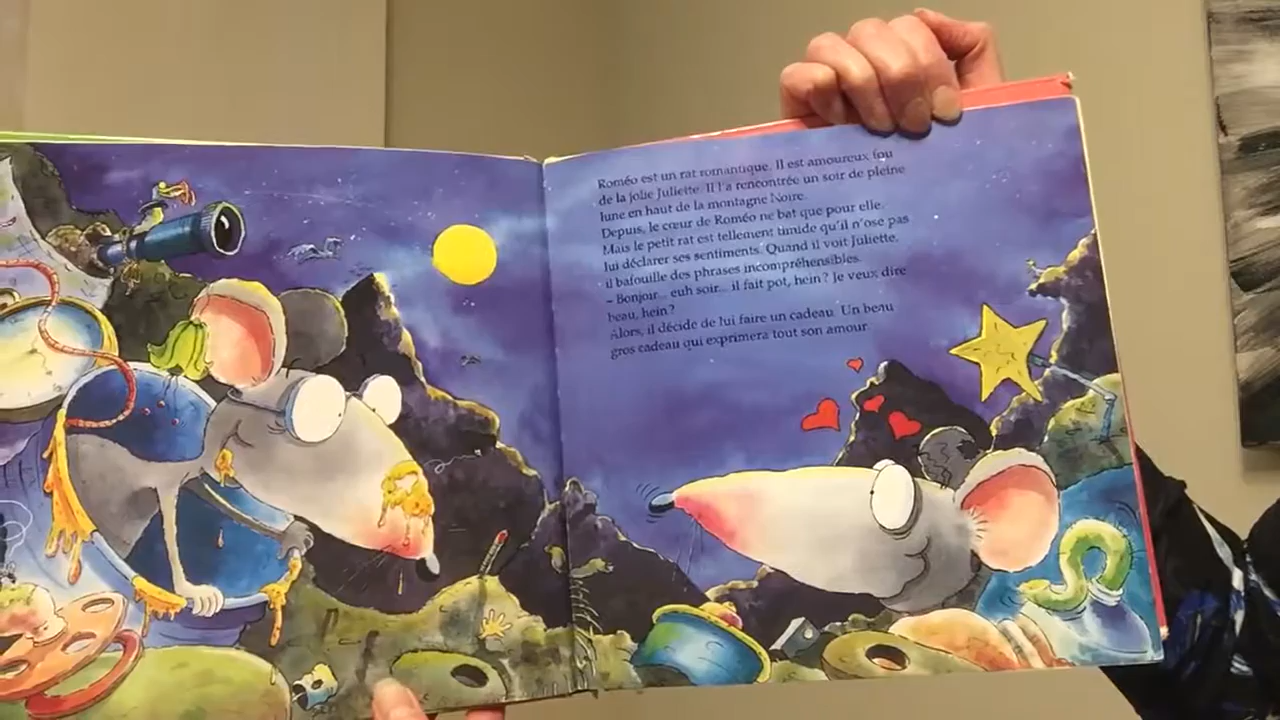 Roméo est un rat romantique. Il est amoureux fou
de la jolie Juliette. Il l'a rencontrée un soir de pleine
lune en haut de la montagne Noire.
Depuis, le cœur de Roméo ne bat que pour elle.
Mais le petit rat est tellement timide qu'il n'ose pas
lui déclarer ses sentiments. Quand il voit Juliette,
il bafouille des phrases incompréhensibles.
– Bonjoir... euh soir... il fait pot, hein ? Je veux dire
beau, hein ?
Alors, il décide de lui faire un cadeau. Un beau
gros cadeau qui exprimera tout son amour.